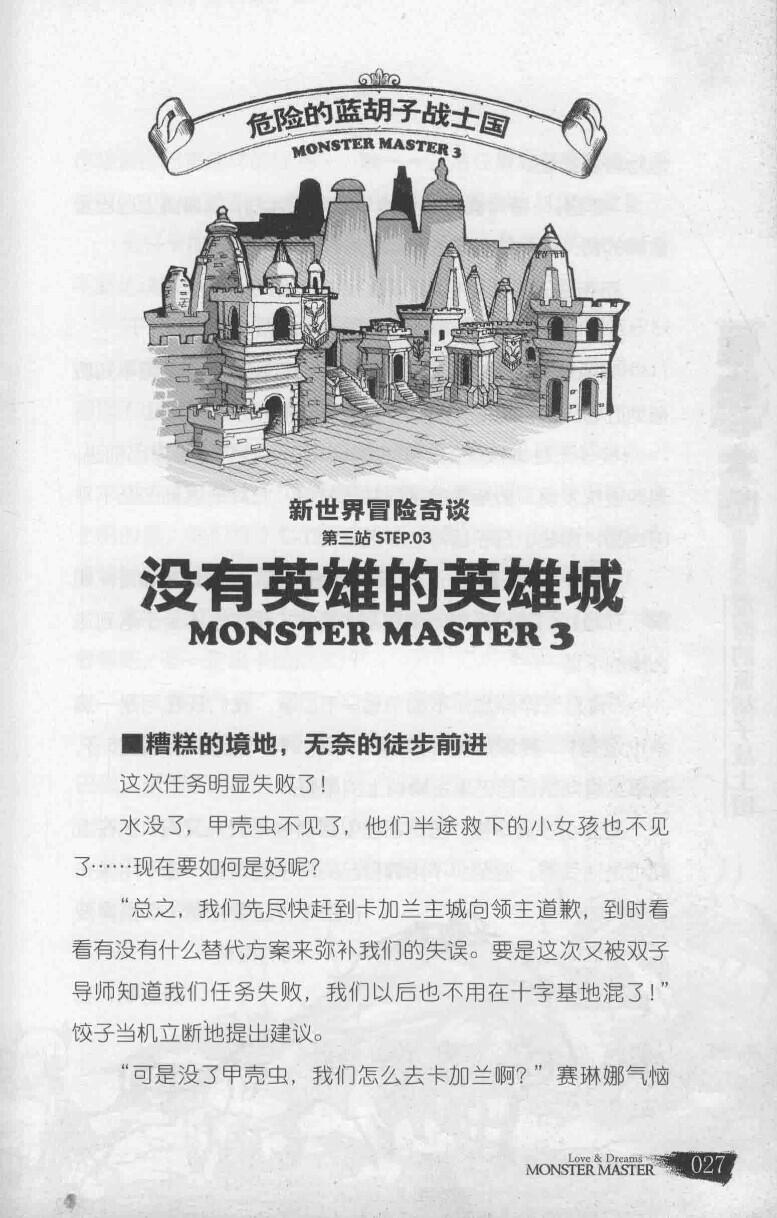 危险的蓝胡子战士国
MONSTER MASTER 3
新世界冒险奇谈
第三站 STEP.03
没有英雄的英雄城
MONSTER MASTER 3
■糟糕的境地，无奈的徒步前进
这次任务明显失败了！
水没了，甲壳虫不见了，他们半途救下的小女孩也不见
了……现在要如何是好呢？
“总之，我们先尽快赶到卡加兰主城向领主道歉，到时看
看有没有什么替代方案来弥补我们的失误。要是这次又被双子
导师知道我们任务失败，我们以后也不用在十字基地混了！”
饺子当机立断地提出建议。
“可是没了甲壳虫，我们怎么去卡加兰啊？”赛琳娜气恼
Love & Dreams
MONSTER MASTER 027